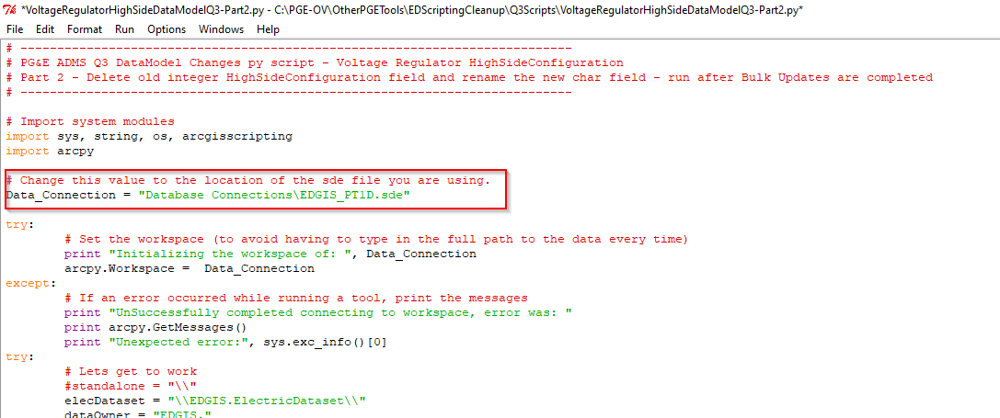 *VoltageRegulatorHighSideDataModelQ3-Part2.py - C:\PGE-OV\OtherPGETools\EDScriptingCleanup\Q3Scripts\VoltageRegulatorHighSideDataModelQ3-Part2.py*
File Edit Format Run Options Windows Help
# ---------------------------------------------------------------------------
# PG&E ADMS Q3 DataModel Changes py script - Voltage Regulator HighSideConfiguration
# Part 2 - Delete old integer HighSideConfiguration field and rename the new char field - run after Bulk Updates are completed
# ---------------------------------------------------------------------------
# Import system modules
import sys, string, os, arcgisscripting
import arcpy
# Change this value to the location of the sde file you are using.
Data_Connection = "Database Connections\EDGIS_PT1D.sde"
try:
# Set the workspace (to avoid having to type in the full path to the data every time)
print "Initializing the workspace of: ", Data_Connection
arcpy.Workspace =  Data_Connection
except:
# If an error occurred while running a tool, print the messages
print "UnSuccessfully completed connecting to workspace, error was: "
print arcpy.GetMessages()
print "Unexpected error:", sys.exc_info()[0]
try:
# Lets get to work
#standalone = "\\"
elecDataset = "\\EDGIS.ElectricDataset\\"
dataOwner = "EDGIS."